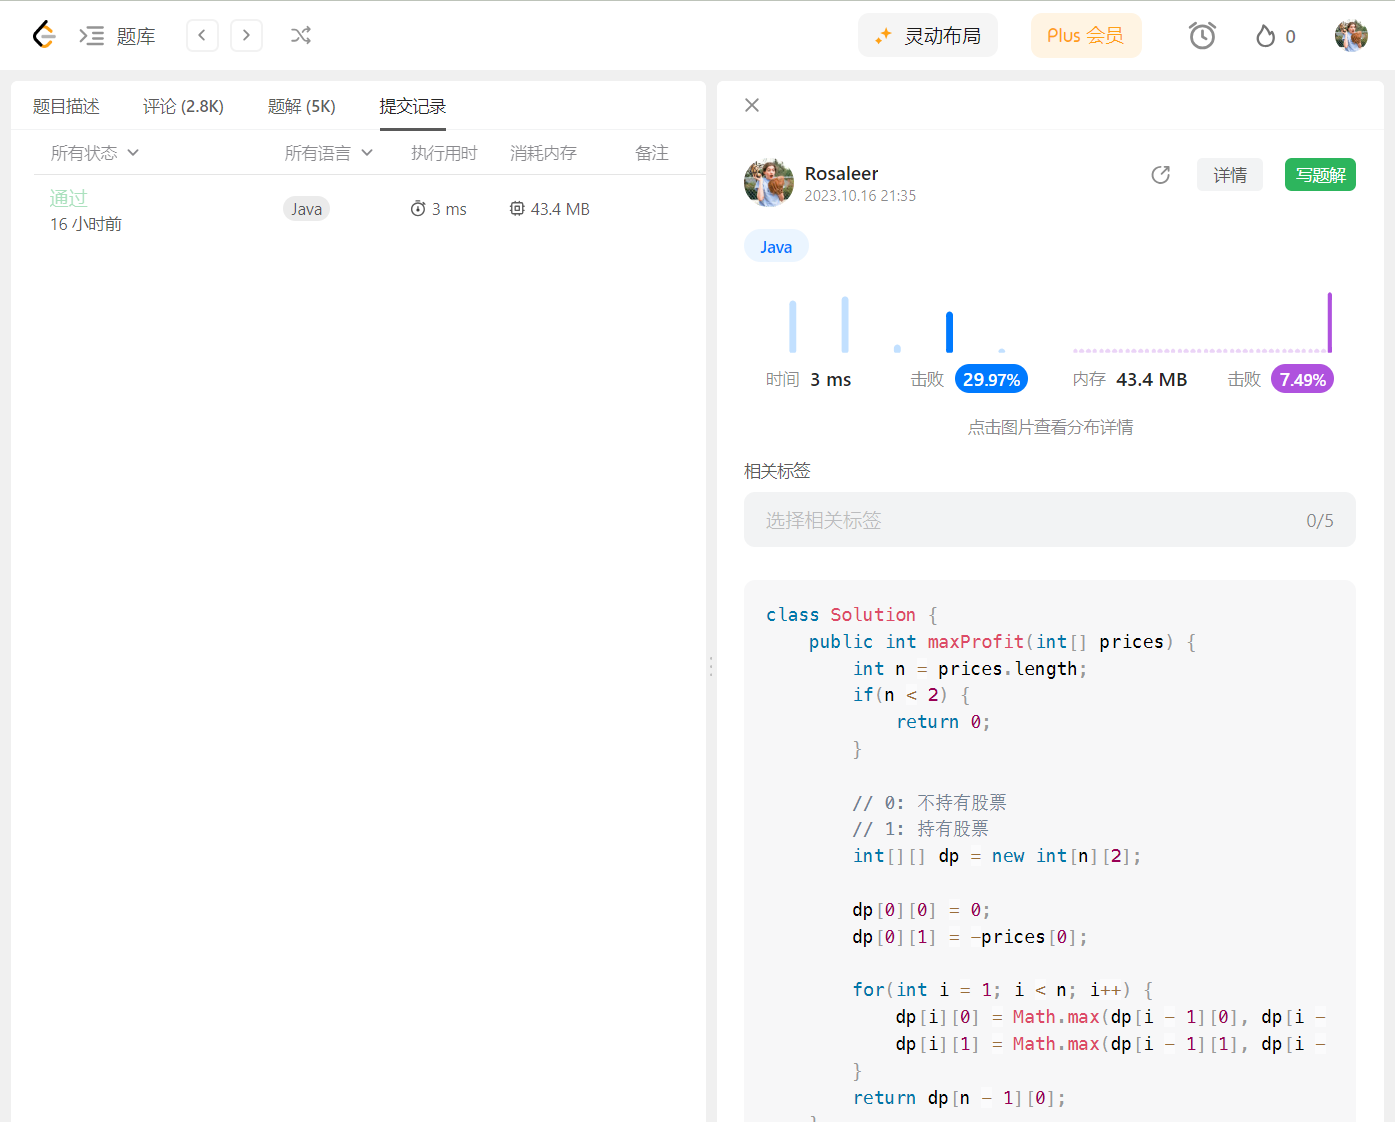 题库
灵动布局
Plus 会员
0
题目描述
评论 (2.8K)
题解 (5K)
提交记录
所有状态
所有语言
执行用时
消耗内存
备注
通过
16 小时前
Java
3 ms
43.4 MB
Rosaleer
2023.10.16 21:35
详情
写题解
Java
时间 3 ms
击败 29.97%
内存 43.4 MB
击败 7.49%
点击图片查看分布详情
相关标签
选择相关标签
0/5
class Solution {
    public int maxProfit(int[] prices) {
        int n = prices.length;
        if(n < 2) {
            return 0;
        }

        // 0: 不持有股票
        // 1: 持有股票
        int[][] dp = new int[n][2];

        dp[0][0] = 0;
        dp[0][1] = -prices[0];

        for(int i = 1; i < n; i++) {
            dp[i][0] = Math.max(dp[i - 1][0], dp[i -
            dp[i][1] = Math.max(dp[i - 1][1], dp[i -
        }
        return dp[n - 1][0];
    }